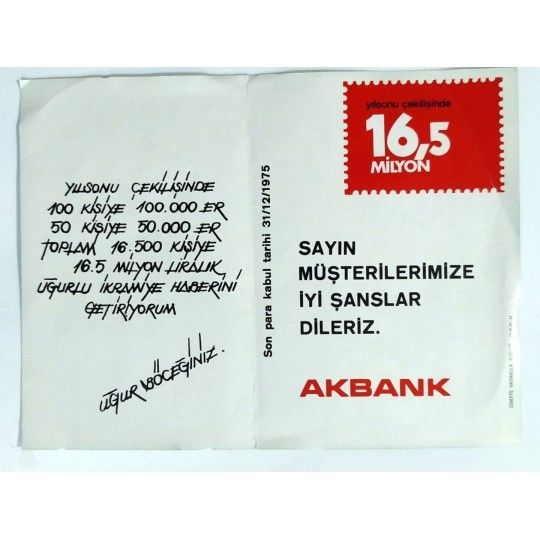 YILSONU ÇEKİLİŞİNDE
100 KİŞİYE 100.000 ER
50 KİŞİYE 50.000 ER
TOPLAM 16.500 KİŞİYE
16.5 MİLYON LİRALIK
UĞURLU İKRAMİYE HABERİNİ
GETİRİYORUM
UĞUR BÖCEĞİNİZ.
Son para kabul tarihi 31/12/1975
yılsonu çekilişinde
16,5
MİLYON
SAYIN
MÜŞTERİLERİMİZE
İYİ ŞANSLAR
DİLERİZ.
AKBANK